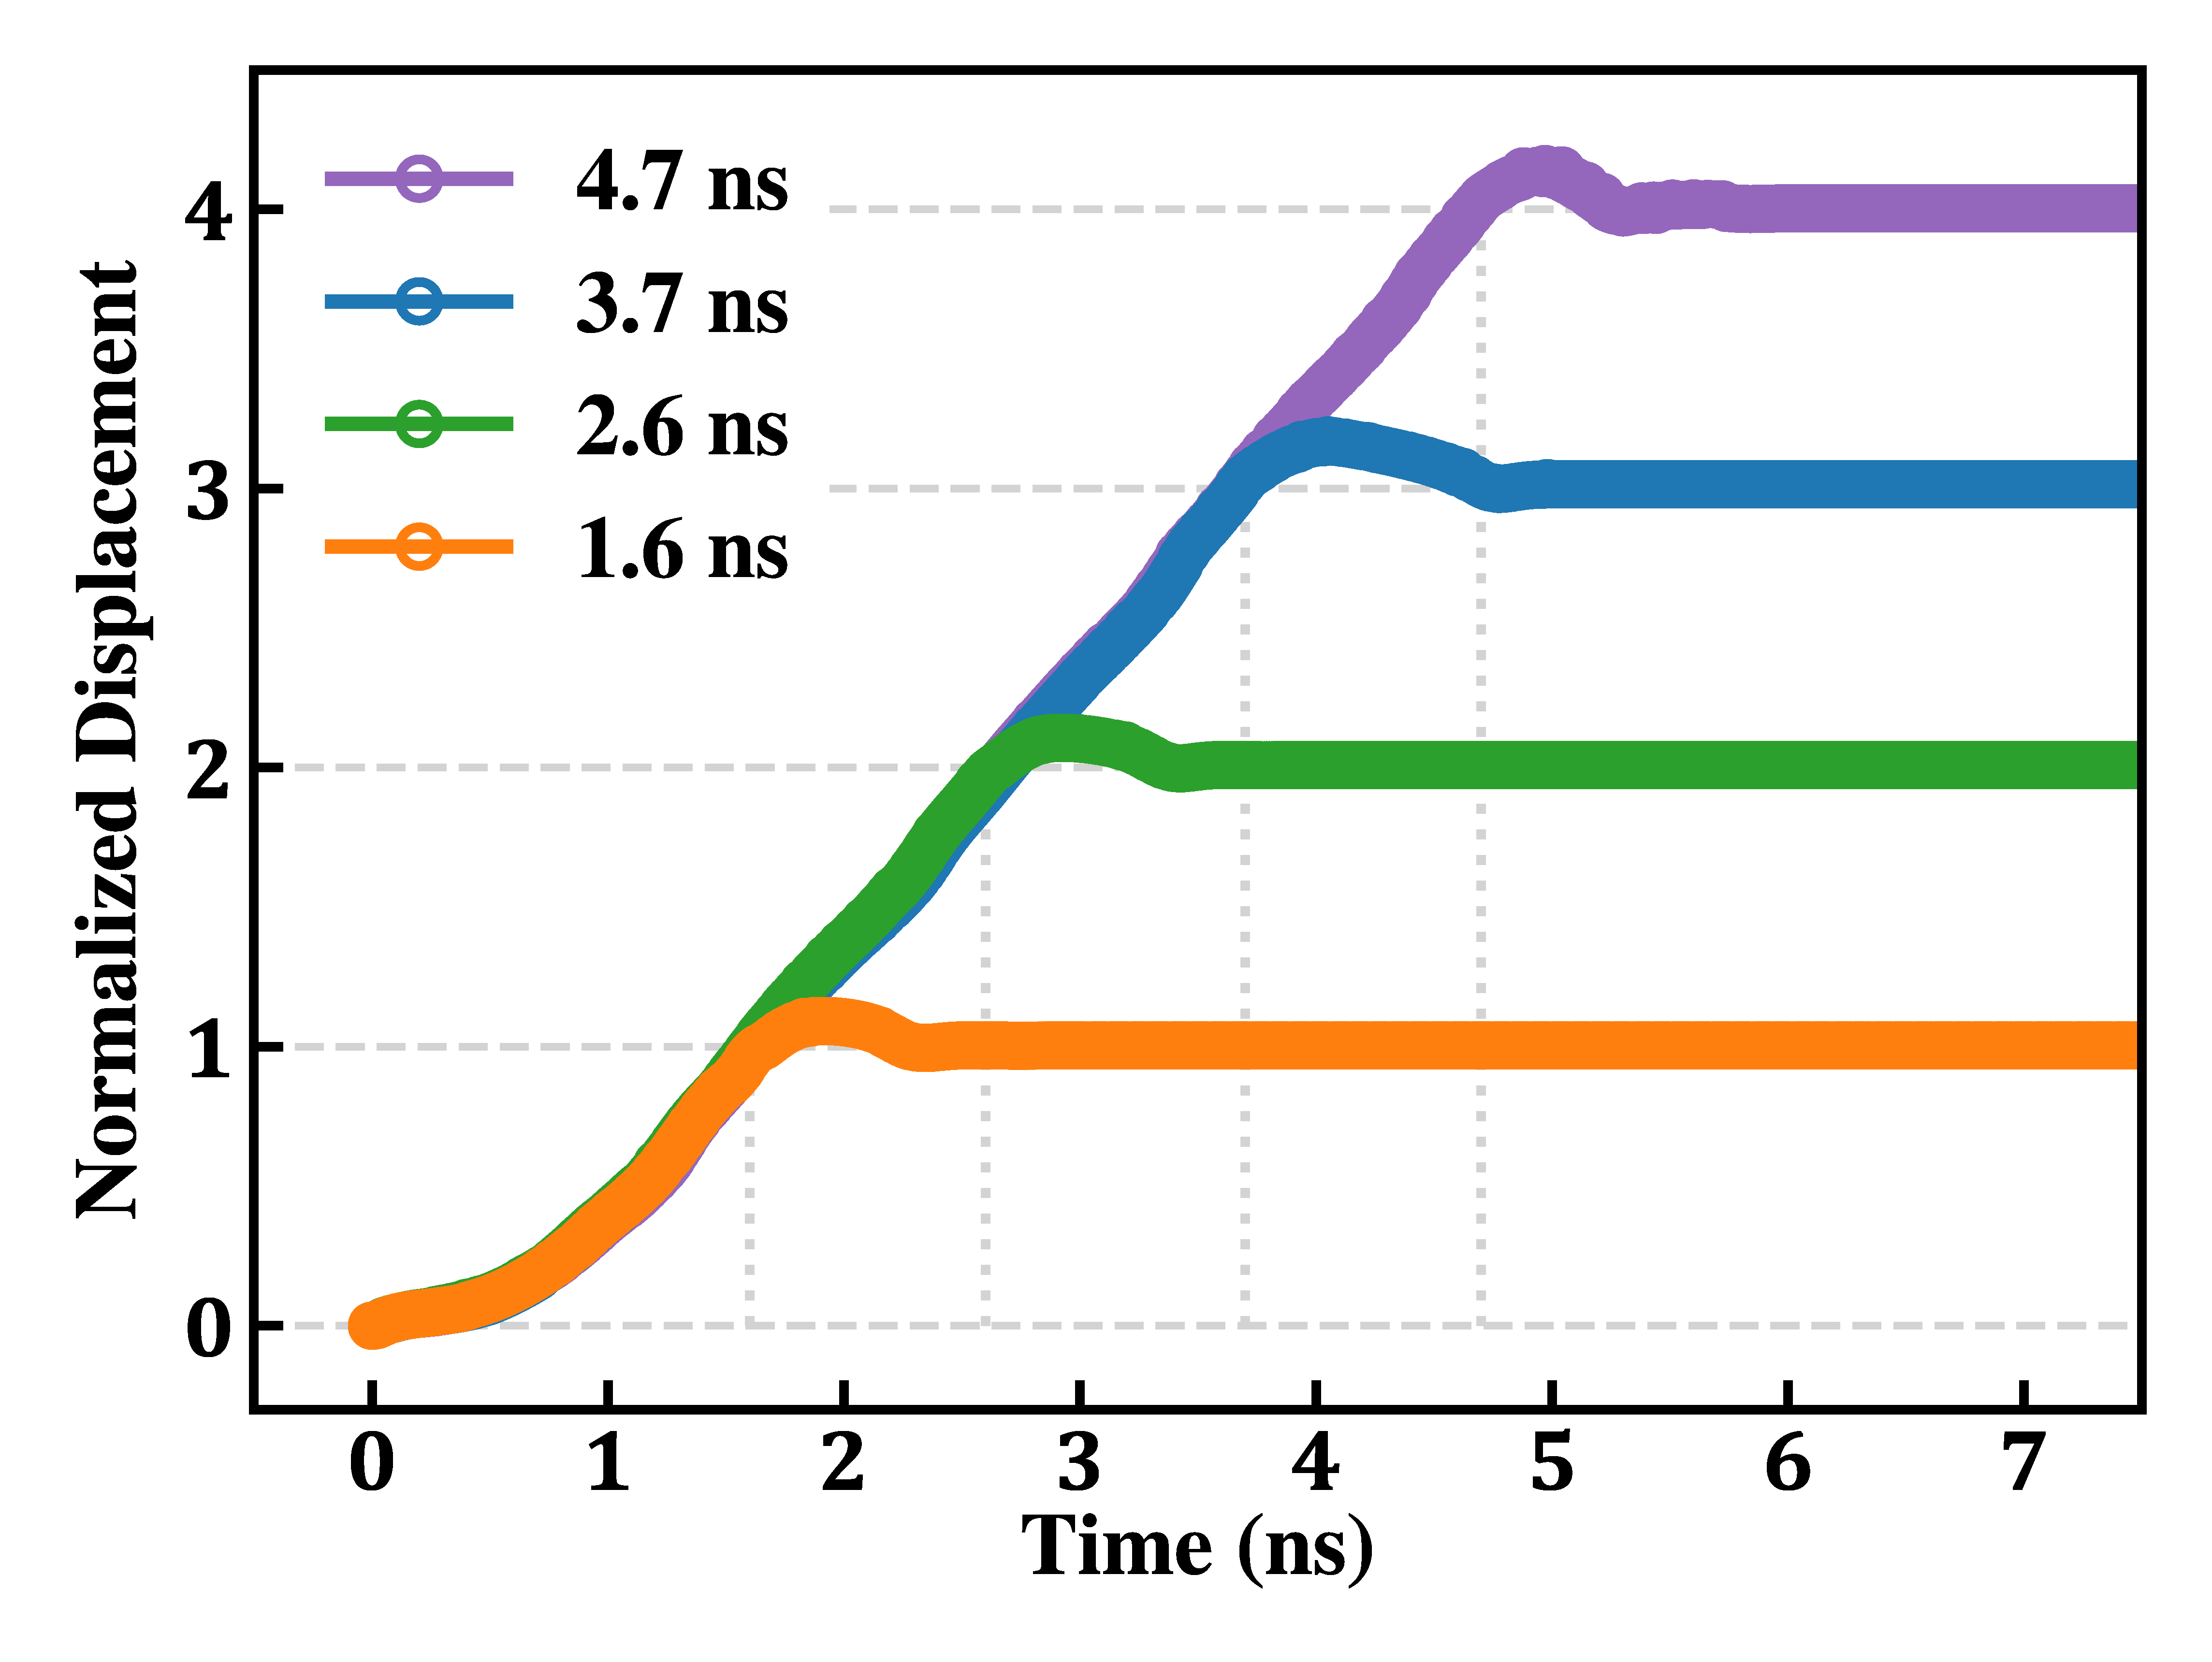 4.7 ns
3.7 ns
2.6 ns
1.6 ns
Normalized Displacement
4
3
2
1
0
0 1 2 3 4 5 6 7
Time (ns)